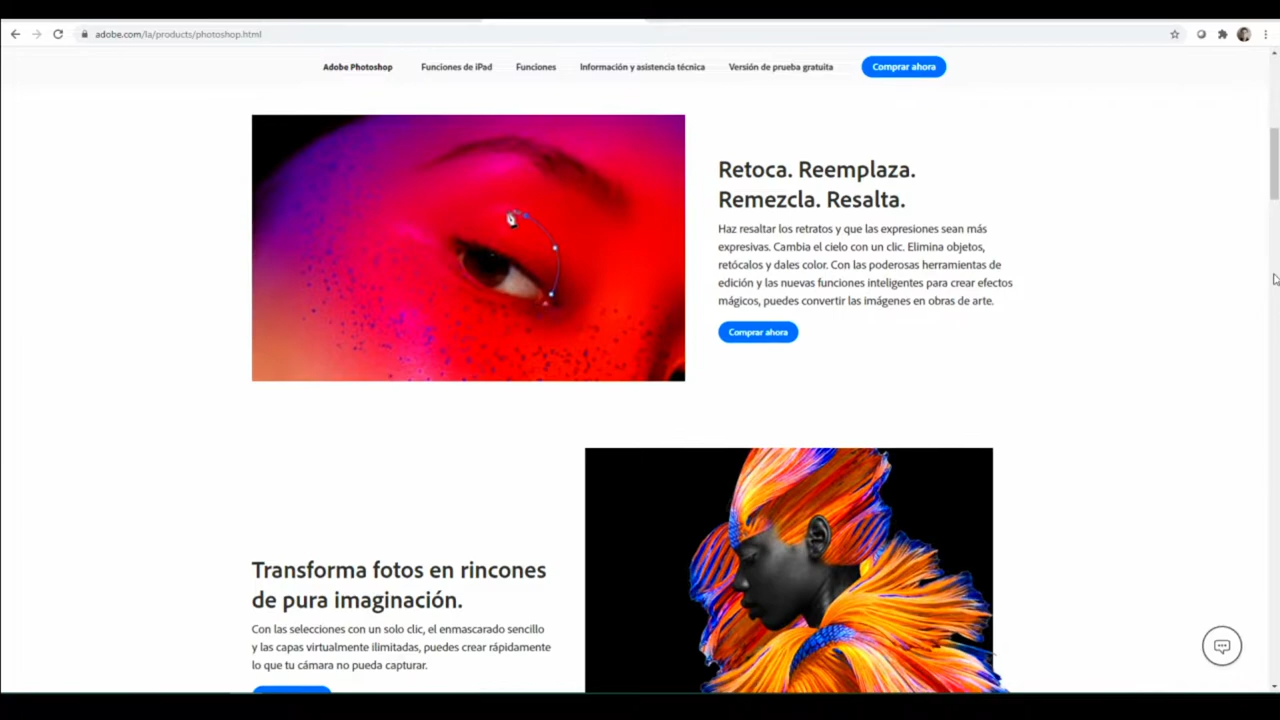 adobe.com/la/products/photoshop.html
Adobe Photoshop
Funciones de iPad
Funciones
Información y asistencia técnica
Versión de prueba gratuita
Comprar ahora
Retoca. Reemplaza.
Remezcla. Resalta.
Haz resaltar los retratos y que las expresiones sean más
expresivas. Cambia el cielo con un clic. Elimina objetos,
retócalos y dales color. Con las poderosas herramientas de
edición y las nuevas funciones inteligentes para crear efectos
mágicos, puedes convertir las imágenes en obras de arte.
Comprar ahora
Transforma fotos en rincones
de pura imaginación.
Con las selecciones con un solo clic, el enmascarado sencillo
y las capas virtualmente ilimitadas, puedes crear rápidamente
lo que tu cámara no pueda capturar.